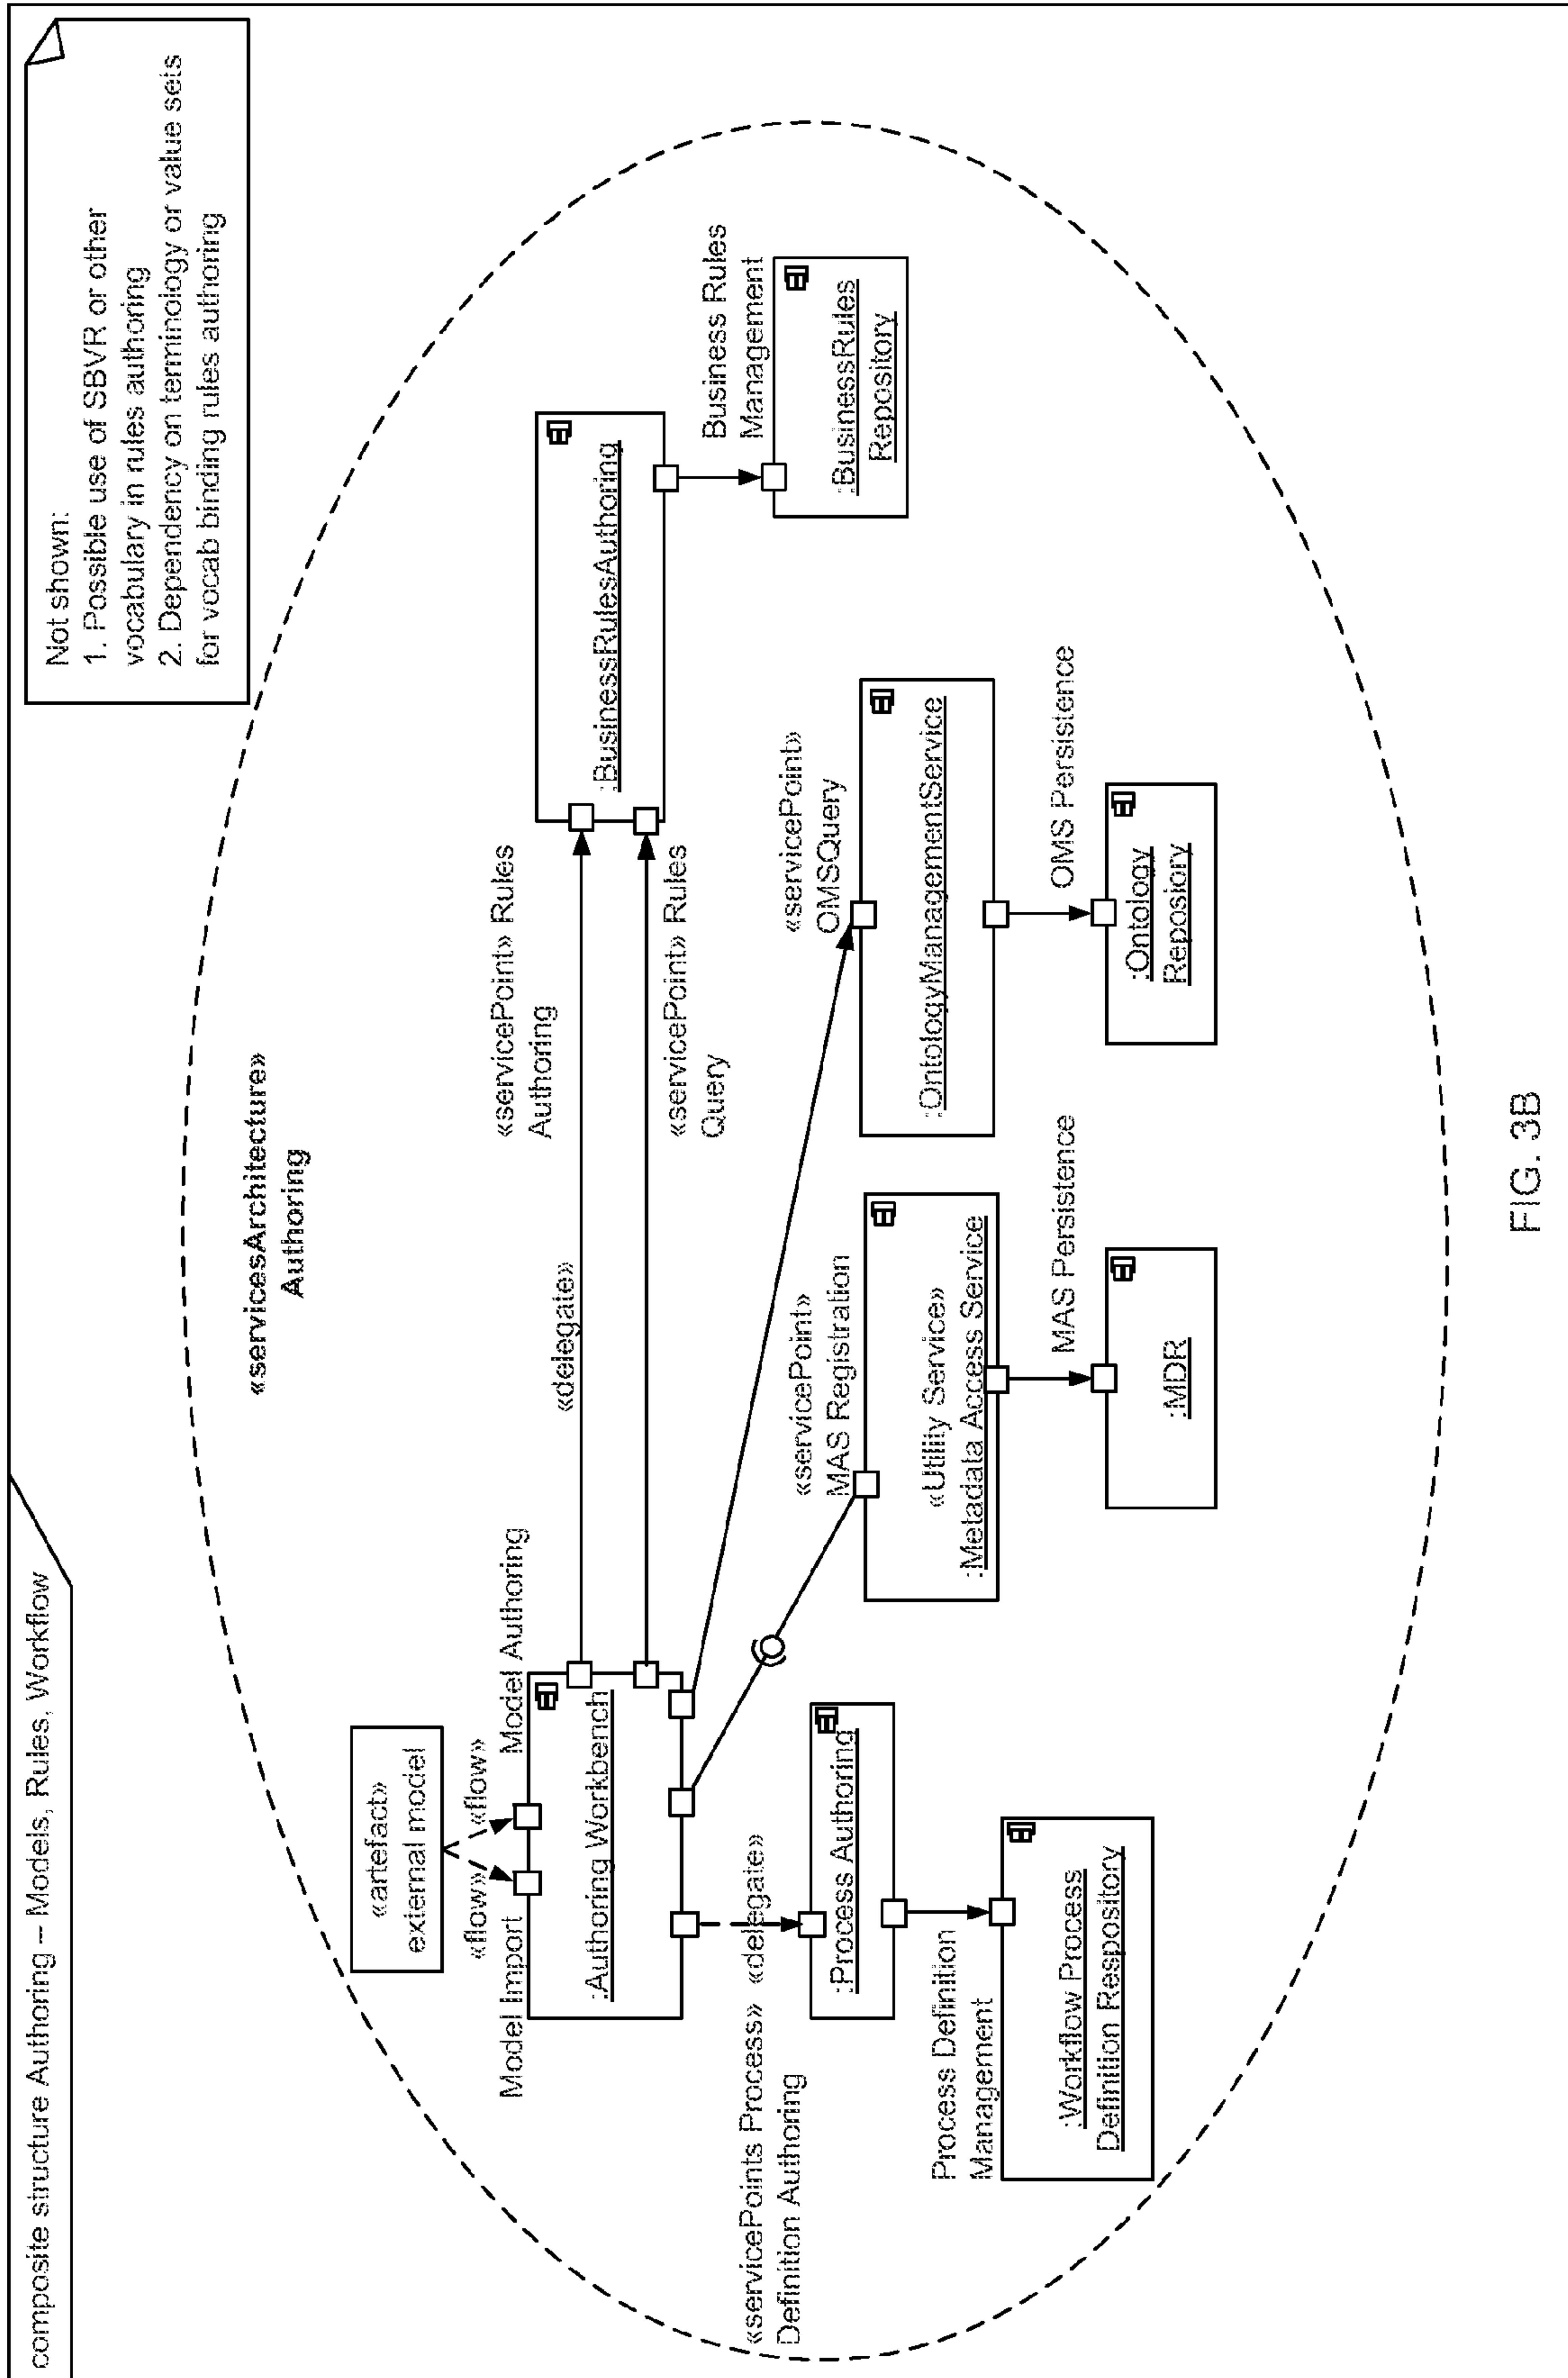 composite structure Authoring – Models, Rules, Workflow
Not shown:
1. Possible use of SBVR or other
vocabulary in rules authoring
2. Dependency on terminology or value sets
for vocab binding rules authoring
«servicesArchitecture»
Authoring
«artefact»
external model
«flow»
«flow»
Model Import
Model Authoring
:Authoring Workbench
«delegate»
«servicePoint» Rules
Authoring
«servicePoint» Rules
Query
:BusinessRulesAuthoring
Business Rules
Management
:BusinessRules
Repository
«servicePoints Process»
Definition Authoring
«delegate»
:Process Authoring
Process Definition
Management
:Workflow Process
Definition Respository
«servicePoint»
MAS Registration
«Utility Service»
:Metadata Access Service
MAS Persistence
:MDR
«servicePoint»
OMSQuery
:OntologyManagementService
OMS Persistence
:Ontology
Reposiory
FIG. 3B